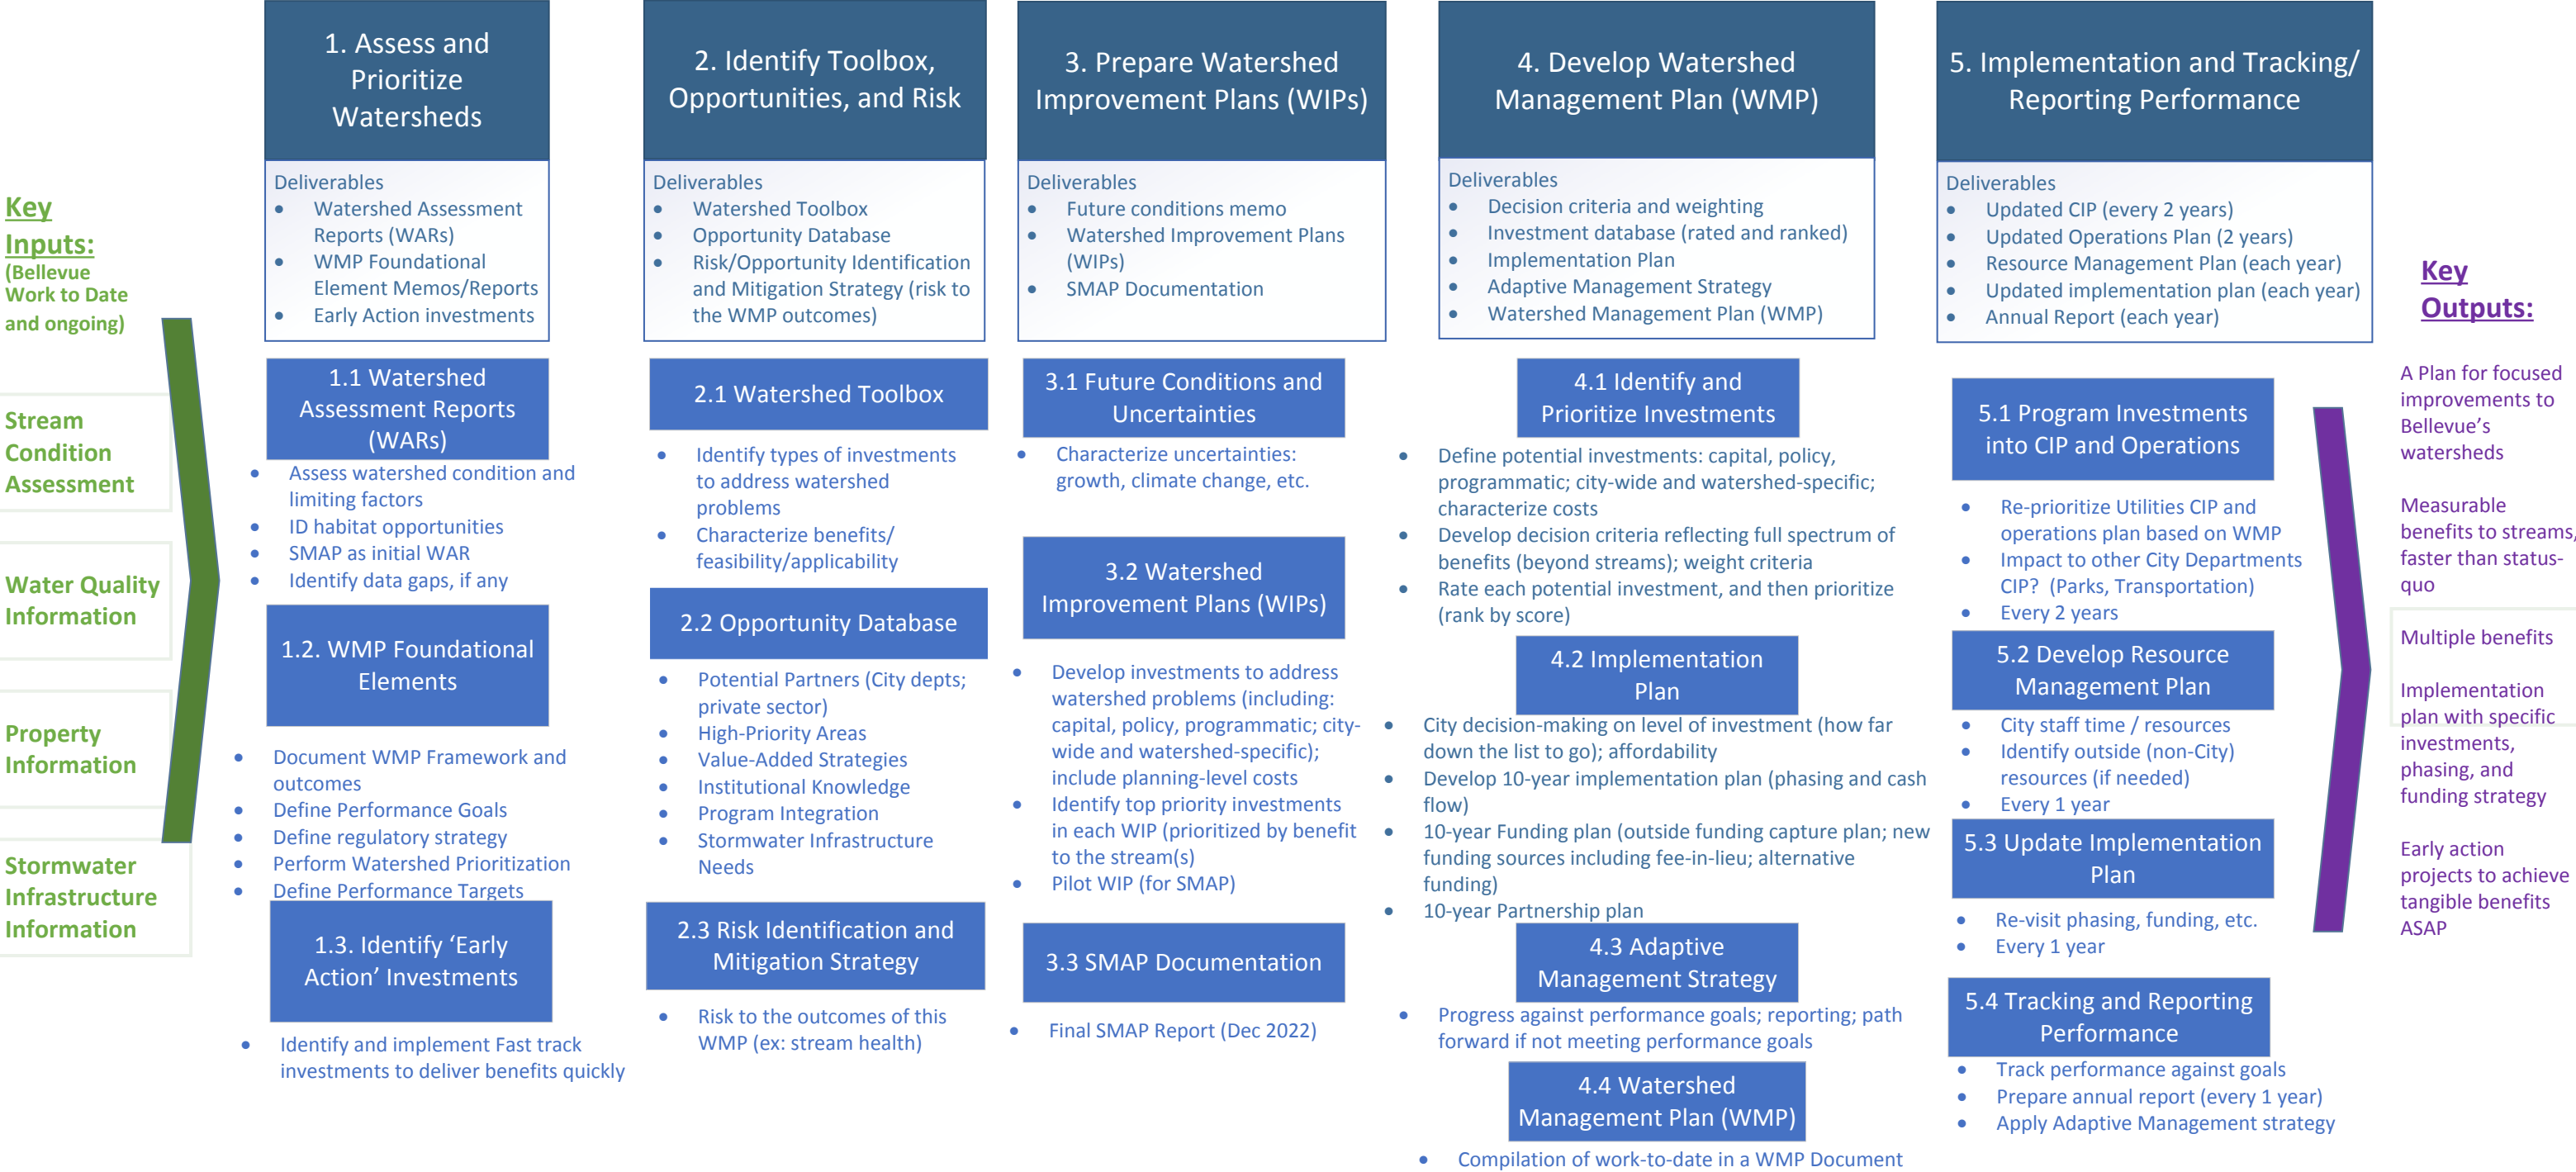 Key
Inputs:
(Bellevue
Work to Date
and ongoing)
Stream
Condition
Assessment
Water Quality
Information
Property
Information
Stormwater
Infrastructure
Information
1. Assess and
Prioritize
Watersheds
Deliverables
• Watershed Assessment
Reports (WARs)
• WMP Foundational
Element Memos/Reports
• Early Action investments
1.1 Watershed
Assessment Reports
(WARs)
• Assess watershed condition and
limiting factors
• ID habitat opportunities
• SMAP as initial WAR
• Identify data gaps, if any
1.2. WMP Foundational
Elements
• Document WMP Framework and
outcomes
• Define Performance Goals
• Define regulatory strategy
• Perform Watershed Prioritization
• Define Performance Targets
1.3. Identify ‘Early
Action’ Investments
• Identify and implement Fast track
investments to deliver benefits quickly
2. Identify Toolbox,
Opportunities, and Risk
Deliverables
• Watershed Toolbox
• Opportunity Database
• Risk/Opportunity Identification
and Mitigation Strategy (risk to
the WMP outcomes)
2.1 Watershed Toolbox
• Identify types of investments
to address watershed
problems
• Characterize benefits/
feasibility/applicability
2.2 Opportunity Database
• Potential Partners (City depts;
private sector)
• High-Priority Areas
• Value-Added Strategies
• Institutional Knowledge
• Program Integration
• Stormwater Infrastructure
Needs
2.3 Risk Identification and
Mitigation Strategy
• Risk to the outcomes of this
WMP (ex: stream health)
3. Prepare Watershed
Improvement Plans (WIPs)
Deliverables
• Future conditions memo
• Watershed Improvement Plans
(WIPs)
• SMAP Documentation
3.1 Future Conditions and
Uncertainties
• Characterize uncertainties:
growth, climate change, etc.
3.2 Watershed
Improvement Plans (WIPs)
• Develop investments to address
watershed problems (including:
capital, policy, programmatic; city-
wide and watershed-specific);
include planning-level costs
• Identify top priority investments
in each WIP (prioritized by benefit
to the stream(s)
• Pilot WIP (for SMAP)
3.3 SMAP Documentation
• Final SMAP Report (Dec 2022)
4. Develop Watershed
Management Plan (WMP)
Deliverables
• Decision criteria and weighting
• Investment database (rated and ranked)
• Implementation Plan
• Adaptive Management Strategy
• Watershed Management Plan (WMP)
4.1 Identify and
Prioritize Investments
• Define potential investments: capital, policy,
programmatic; city-wide and watershed-specific;
characterize costs
• Develop decision criteria reflecting full spectrum of
benefits (beyond streams); weight criteria
• Rate each potential investment, and then prioritize
(rank by score)
4.2 Implementation
Plan
• City decision-making on level of investment (how far
down the list to go); affordability
• Develop 10-year implementation plan (phasing and cash
flow)
• 10-year Funding plan (outside funding capture plan; new
funding sources including fee-in-lieu; alternative
funding)
• 10-year Partnership plan
4.3 Adaptive
Management Strategy
• Progress against performance goals; reporting; path
forward if not meeting performance goals
4.4 Watershed
Management Plan (WMP)
• Compilation of work-to-date in a WMP Document
5. Implementation and Tracking/
Reporting Performance
Deliverables
• Updated CIP (every 2 years)
• Updated Operations Plan (2 years)
• Resource Management Plan (each year)
• Updated implementation plan (each year)
• Annual Report (each year)
5.1 Program Investments
into CIP and Operations
• Re-prioritize Utilities CIP and
operations plan based on WMP
• Impact to other City Departments
CIP? (Parks, Transportation)
• Every 2 years
5.2 Develop Resource
Management Plan
• City staff time / resources
• Identify outside (non-City)
resources (if needed)
• Every 1 year
5.3 Update Implementation
Plan
• Re-visit phasing, funding, etc.
• Every 1 year
5.4 Tracking and Reporting
Performance
• Track performance against goals
• Prepare annual report (every 1 year)
• Apply Adaptive Management strategy
Key
Outputs:
A Plan for focused
improvements to
Bellevue’s
watersheds
Measurable
benefits to streams,
faster than status-
quo
Multiple benefits
Implementation
plan with specific
investments,
phasing, and
funding strategy
Early action
projects to achieve
tangible benefits
ASAP